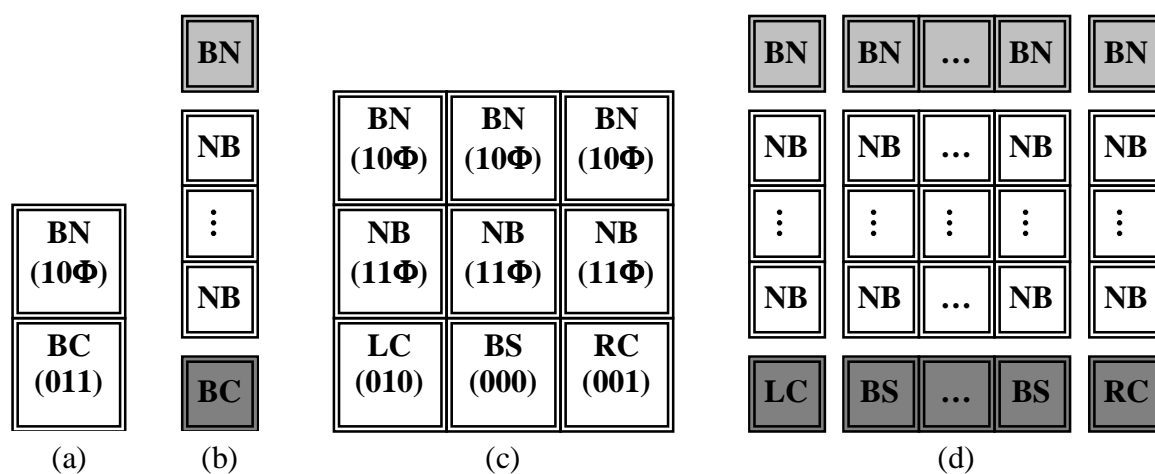 BN
(10Φ)
BC
(011)
(a)
BN
NB
⋮
NB
BC
(b)
BN BN BN
(10Φ) (10Φ) (10Φ)
NB NB NB
(11Φ) (11Φ) (11Φ)
LC BS RC
(010) (000) (001)
(c)
BN BN ... BN BN
NB NB ... NB NB
⋮ ⋮ ⋮ ⋮ ⋮
NB NB ... NB NB
LC BS ... BS RC
(d)